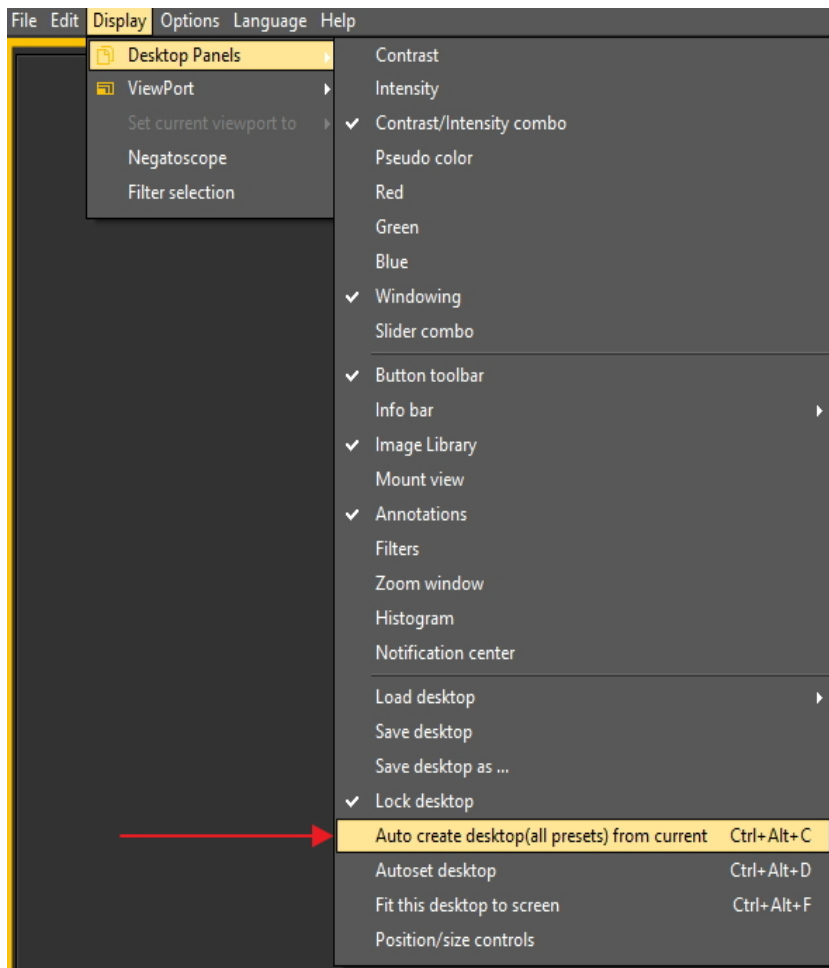 File Edit Display Options Language Help
Desktop Panels
ViewPort
Set current viewport to
Negatoscope
Filter selection
Contrast
Intensity
Contrast/Intensity combo
Pseudo color
Red
Green
Blue
Windowing
Slider combo
Button toolbar
Info bar
Image Library
Mount view
Annotations
Filters
Zoom window
Histogram
Notification center
Load desktop
Save desktop
Save desktop as ...
Lock desktop
Auto create desktop(all presets) from current Ctrl+Alt+C
Autoset desktop Ctrl+Alt+D
Fit this desktop to screen Ctrl+Alt+F
Position/size controls